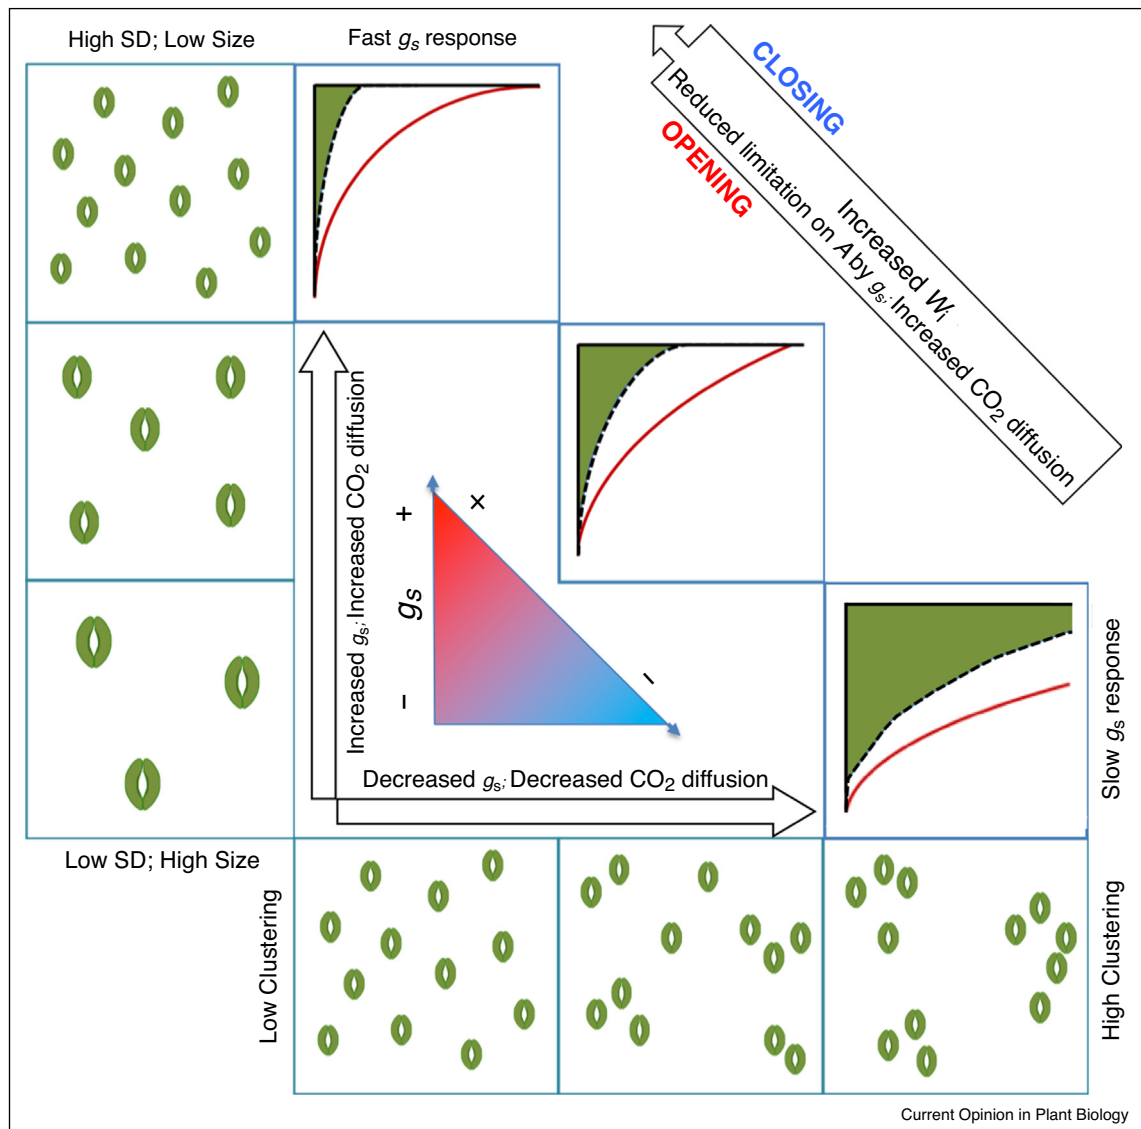 High SD; Low Size
Fast gs response
CLOSING
Increased Wi
Reduced limitation on A by gs; Increased CO2 diffusion
OPENING
Increased gs; Increased CO2 diffusion
+
+
gs
–
–
Decreased gs; Decreased CO2 diffusion
Slow gs response
Low SD; High Size
Low Clustering
High Clustering
Current Opinion in Plant Biology